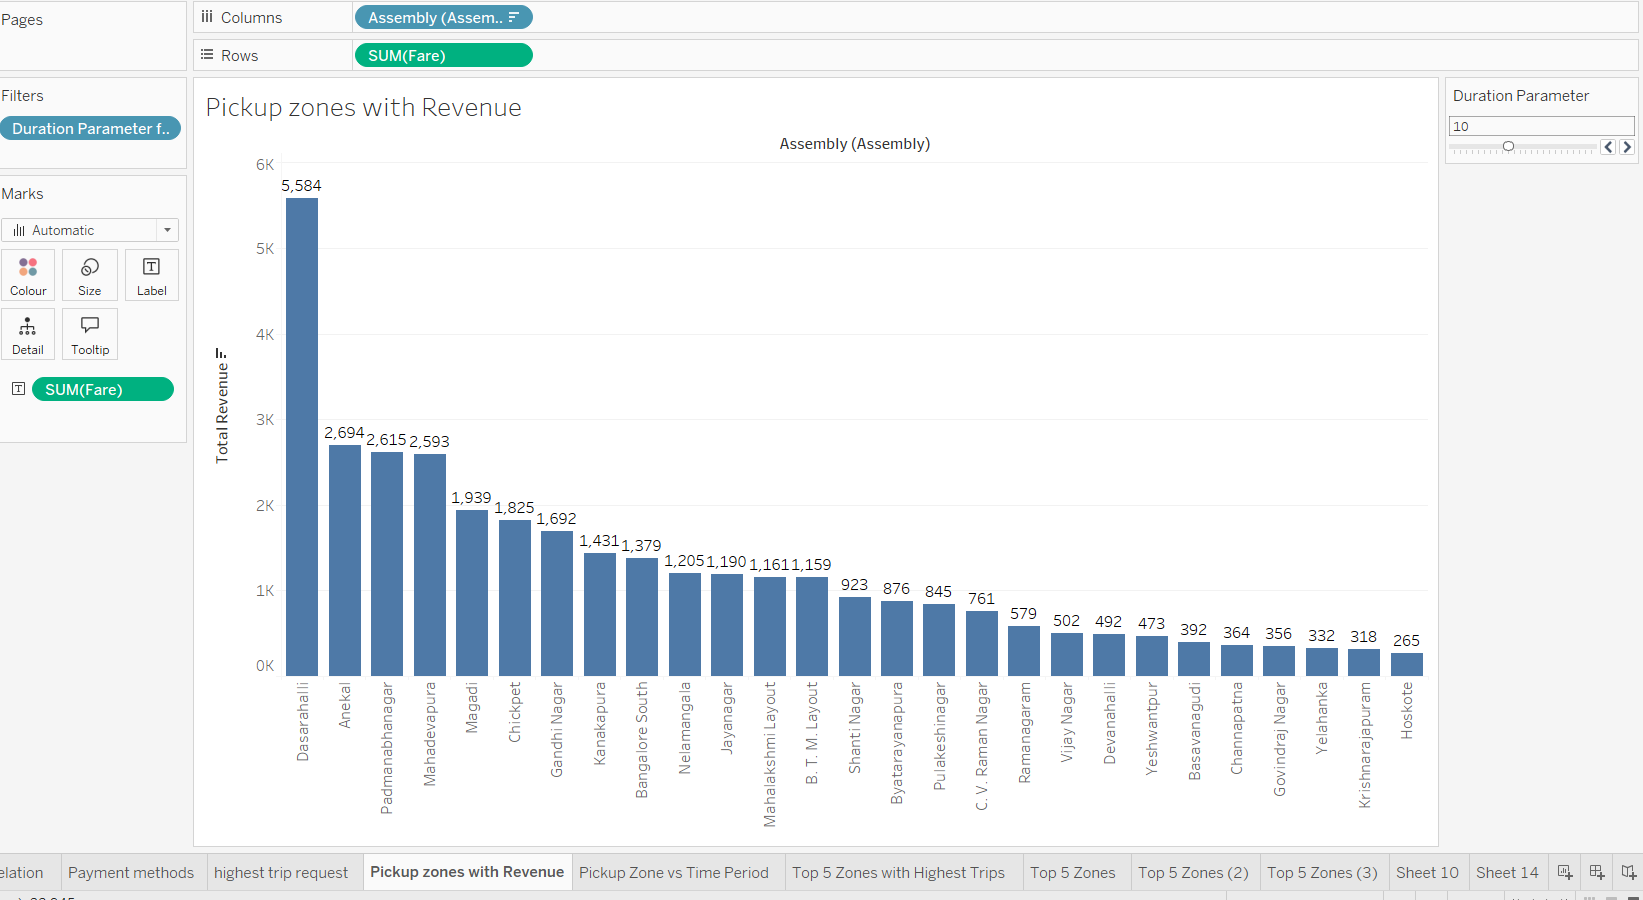 Pages
Columns
Assembly (Assem..
Rows
SUM(Fare)
Filters
Duration Parameter f..
Marks
Automatic
Colour
Size
Label
Detail
Tooltip
SUM(Fare)
Pickup zones with Revenue
Assembly (Assembly)
Total Revenue
6K
5K
4K
3K
2K
1K
0K
5,584
2,694
2,615
2,593
1,939
1,825
1,692
1,431
1,379
1,205
1,190
1,161
1,159
923
876
845
761
579
502
492
473
392
364
356
332
318
265
Dasarahalli
Anekal
Padmanabhanagar
Mahadevapura
Magadi
Chickpet
Gandhi Nagar
Kanakapura
Bangalore South
Nelamangala
Jayanagar
Mahalakshmi Layout
B. T. M. Layout
Shanti Nagar
Byatarayanapura
Pulakeshinagar
C. V. Raman Nagar
Ramanagaram
Vijay Nagar
Devanahalli
Yeshwantpur
Basavanagudi
Channapatna
Govindraj Nagar
Yelahanka
Krishnarajapuram
Hoskote
Duration Parameter
10
elation
Payment methods
highest trip request
Pickup zones with Revenue
Pickup Zone vs Time Period
Top 5 Zones with Highest Trips
Top 5 Zones
Top 5 Zones (2)
Top 5 Zones (3)
Sheet 10
Sheet 14